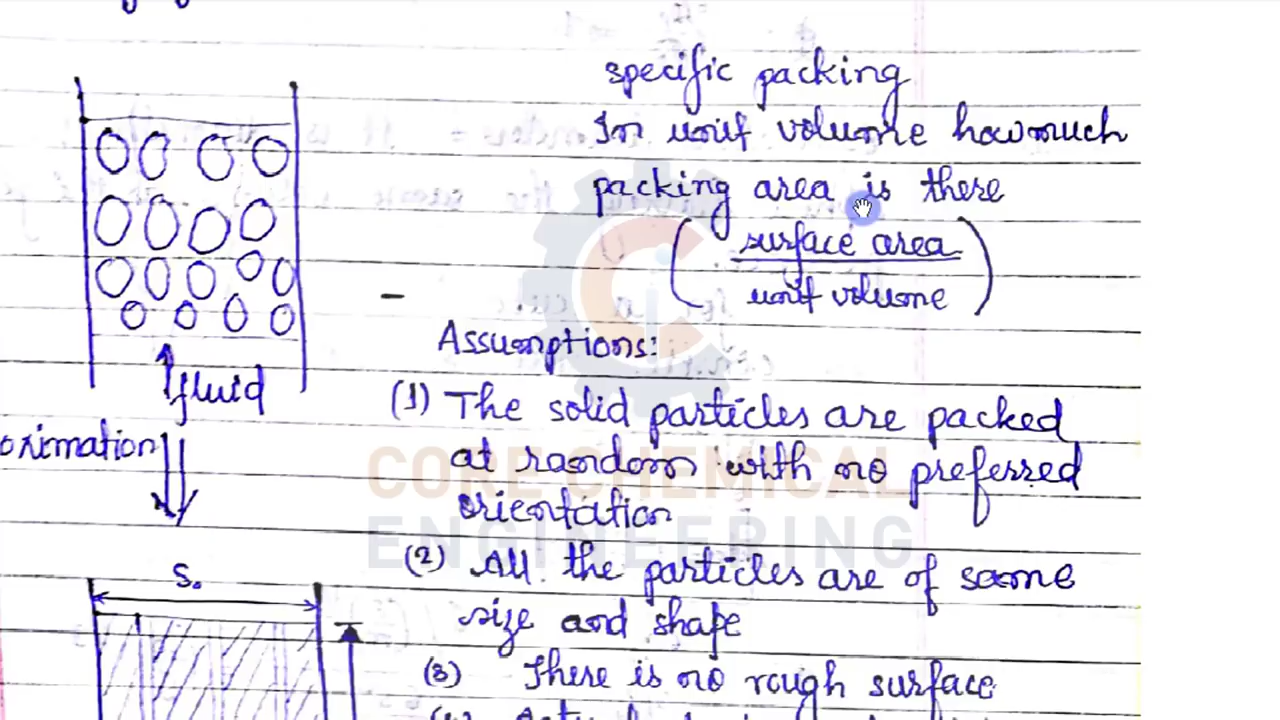 specific packing
In unit volume how much
packing area is there
( surface area
unit volume )
fluid
Assumptions:
(1) The solid particles are packed
at random with no preferred
orientation
(2) All the particles are of same
size and shape
S.
(3) There is no rough surface
CORE CHEMICAL
ENGINEERING